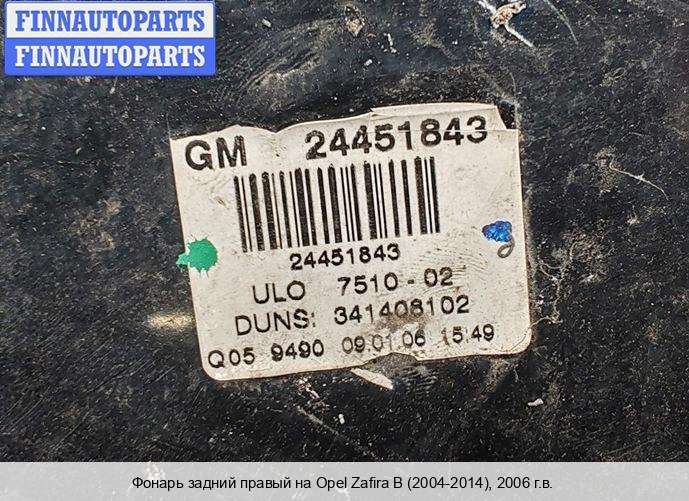 FINNAUTOPARTS
FINNAUTOPARTS
GM 24451843
24451843
ULO 7510-02
DUNS: 341408102
Q05 9490 09.01.06 15:49
Фонарь задний правый на Opel Zafira B (2004-2014), 2006 г.в.